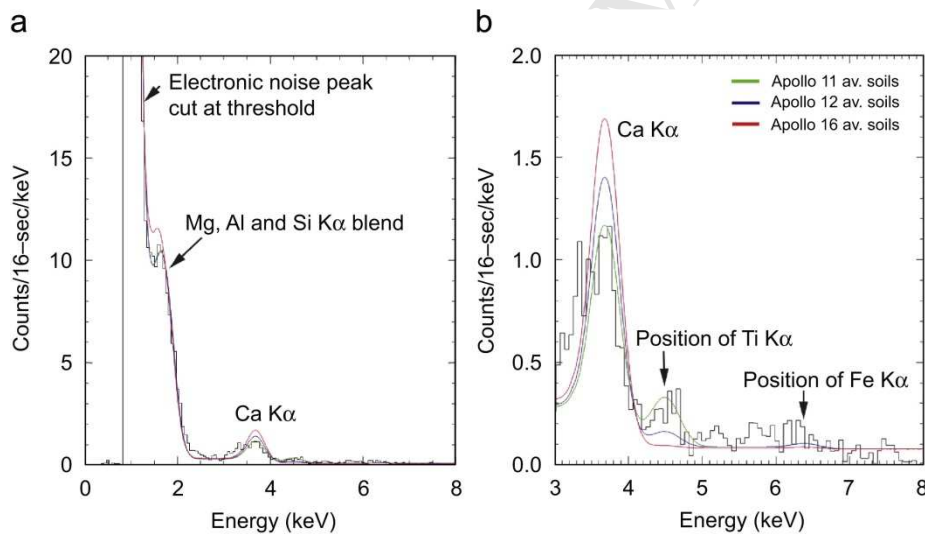 a
20
15
10
5
0
Counts/16–sec/keV
Electronic noise peak
cut at threshold
Mg, Al and Si Kα blend
Ca Kα
0 2 4 6 8
Energy (keV)
b
2.0
1.5
1.0
0.5
0.0
Counts/16–sec/keV
Apollo 11 av. soils
Apollo 12 av. soils
Apollo 16 av. soils
Ca Kα
Position of Ti Kα
Position of Fe Kα
3 4 5 6 7 8
Energy (keV)